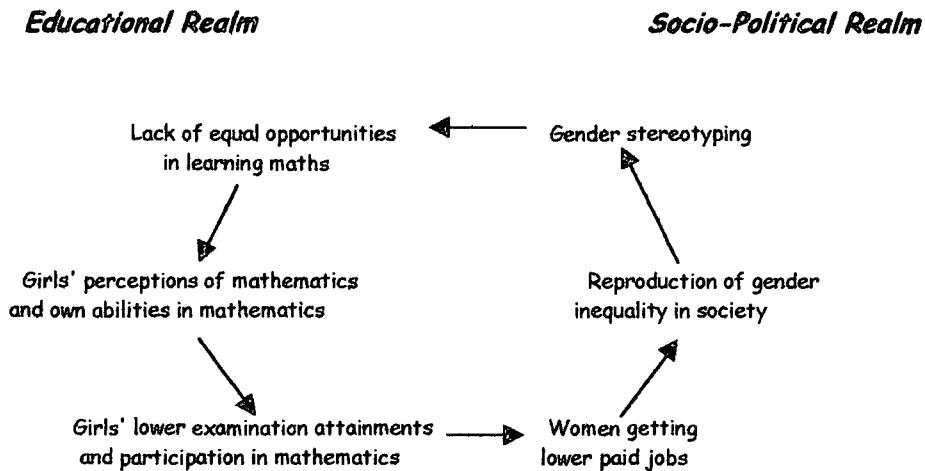 Educational Realm
Socio-Political Realm
Lack of equal opportunities
in learning maths
Gender stereotyping
Girls' perceptions of mathematics
and own abilities in mathematics
Reproduction of gender
inequality in society
Girls' lower examination attainments
and participation in mathematics
Women getting
lower paid jobs